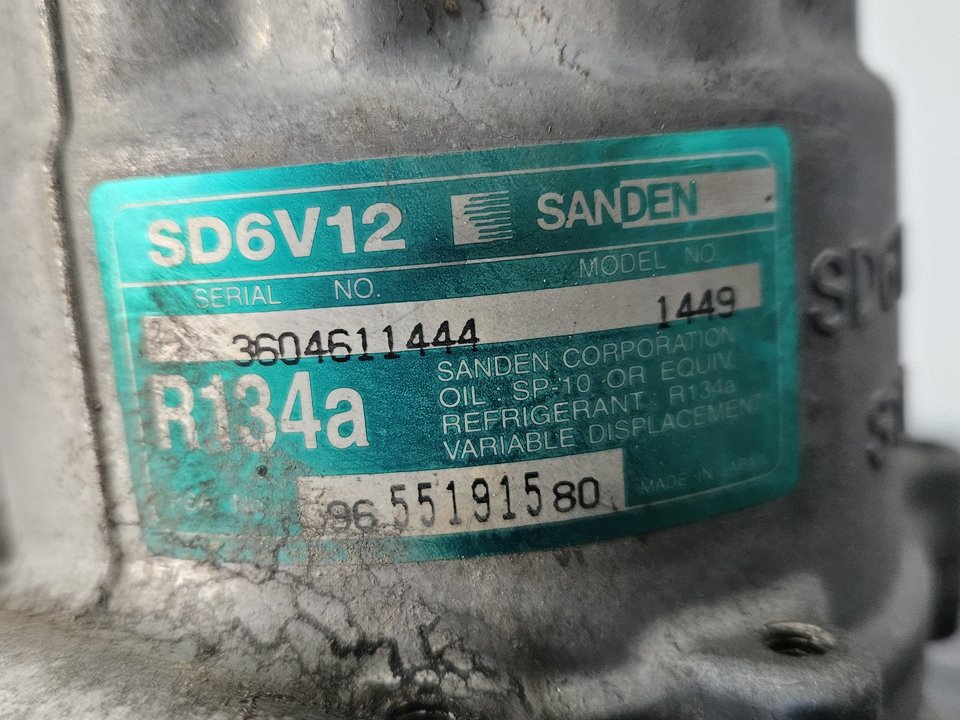 SD6V12 SANDEN
SERIAL NO. MODEL NO.
3604611444 1449
R134a
SANDEN CORPORATION
OIL : SP-10 OR EQUIV.
REFRIGERANT : R134a
VARIABLE DISPLACEMENT
96 551915 80
MADE IN JAPAN
SD6